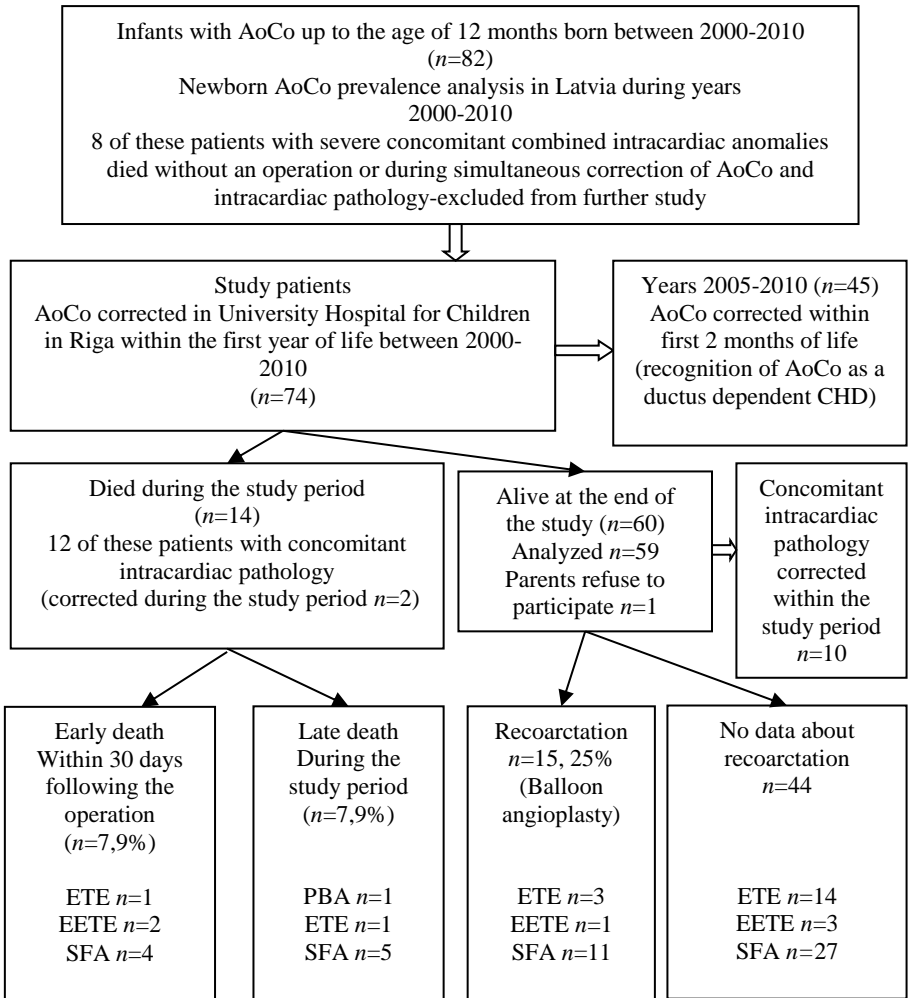 Infants with AoCo up to the age of 12 months born between 2000-2010
(n=82)
Newborn AoCo prevalence analysis in Latvia during years
2000-2010
8 of these patients with severe concomitant combined intracardiac anomalies
died without an operation or during simultaneous correction of AoCo and
intracardiac pathology-excluded from further study
Study patients
AoCo corrected in University Hospital for Children
in Riga within the first year of life between 2000-
2010
(n=74)
Years 2005-2010 (n=45)
AoCo corrected within
first 2 months of life
(recognition of AoCo as a
ductus dependent CHD)
Died during the study period
(n=14)
12 of these patients with concomitant
intracardiac pathology
(corrected during the study period n=2)
Alive at the end of
the study (n=60)
Analyzed n=59
Parents refuse to
participate n=1
Concomitant
intracardiac
pathology
corrected
within the
study period
n=10
Early death
Within 30 days
following the
operation
(n=7,9%)
ETE n=1
EETE n=2
SFA n=4
Late death
During the
study period
(n=7,9%)
PBA n=1
ETE n=1
SFA n=5
Recoarctation
n=15, 25%
(Balloon
angioplasty)
ETE n=3
EETE n=1
SFA n=11
No data about
recoarctation
n=44
ETE n=14
EETE n=3
SFA n=27